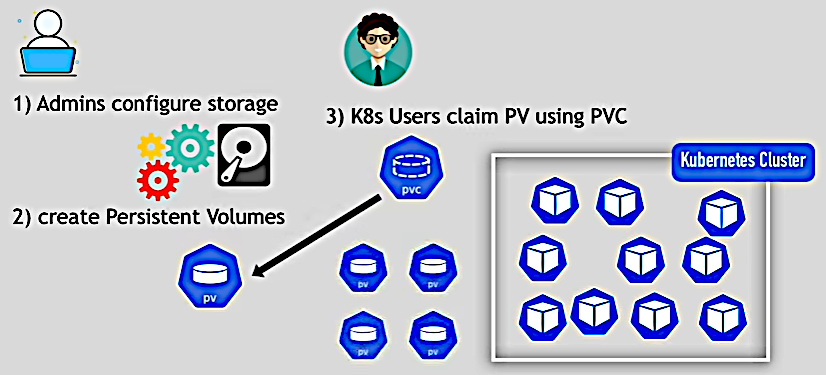 1) Admins configure storage
3) K8s Users claim PV using PVC
Kubernetes Cluster
pvc
2) create Persistent Volumes
pv
pv
pv
pv
pv